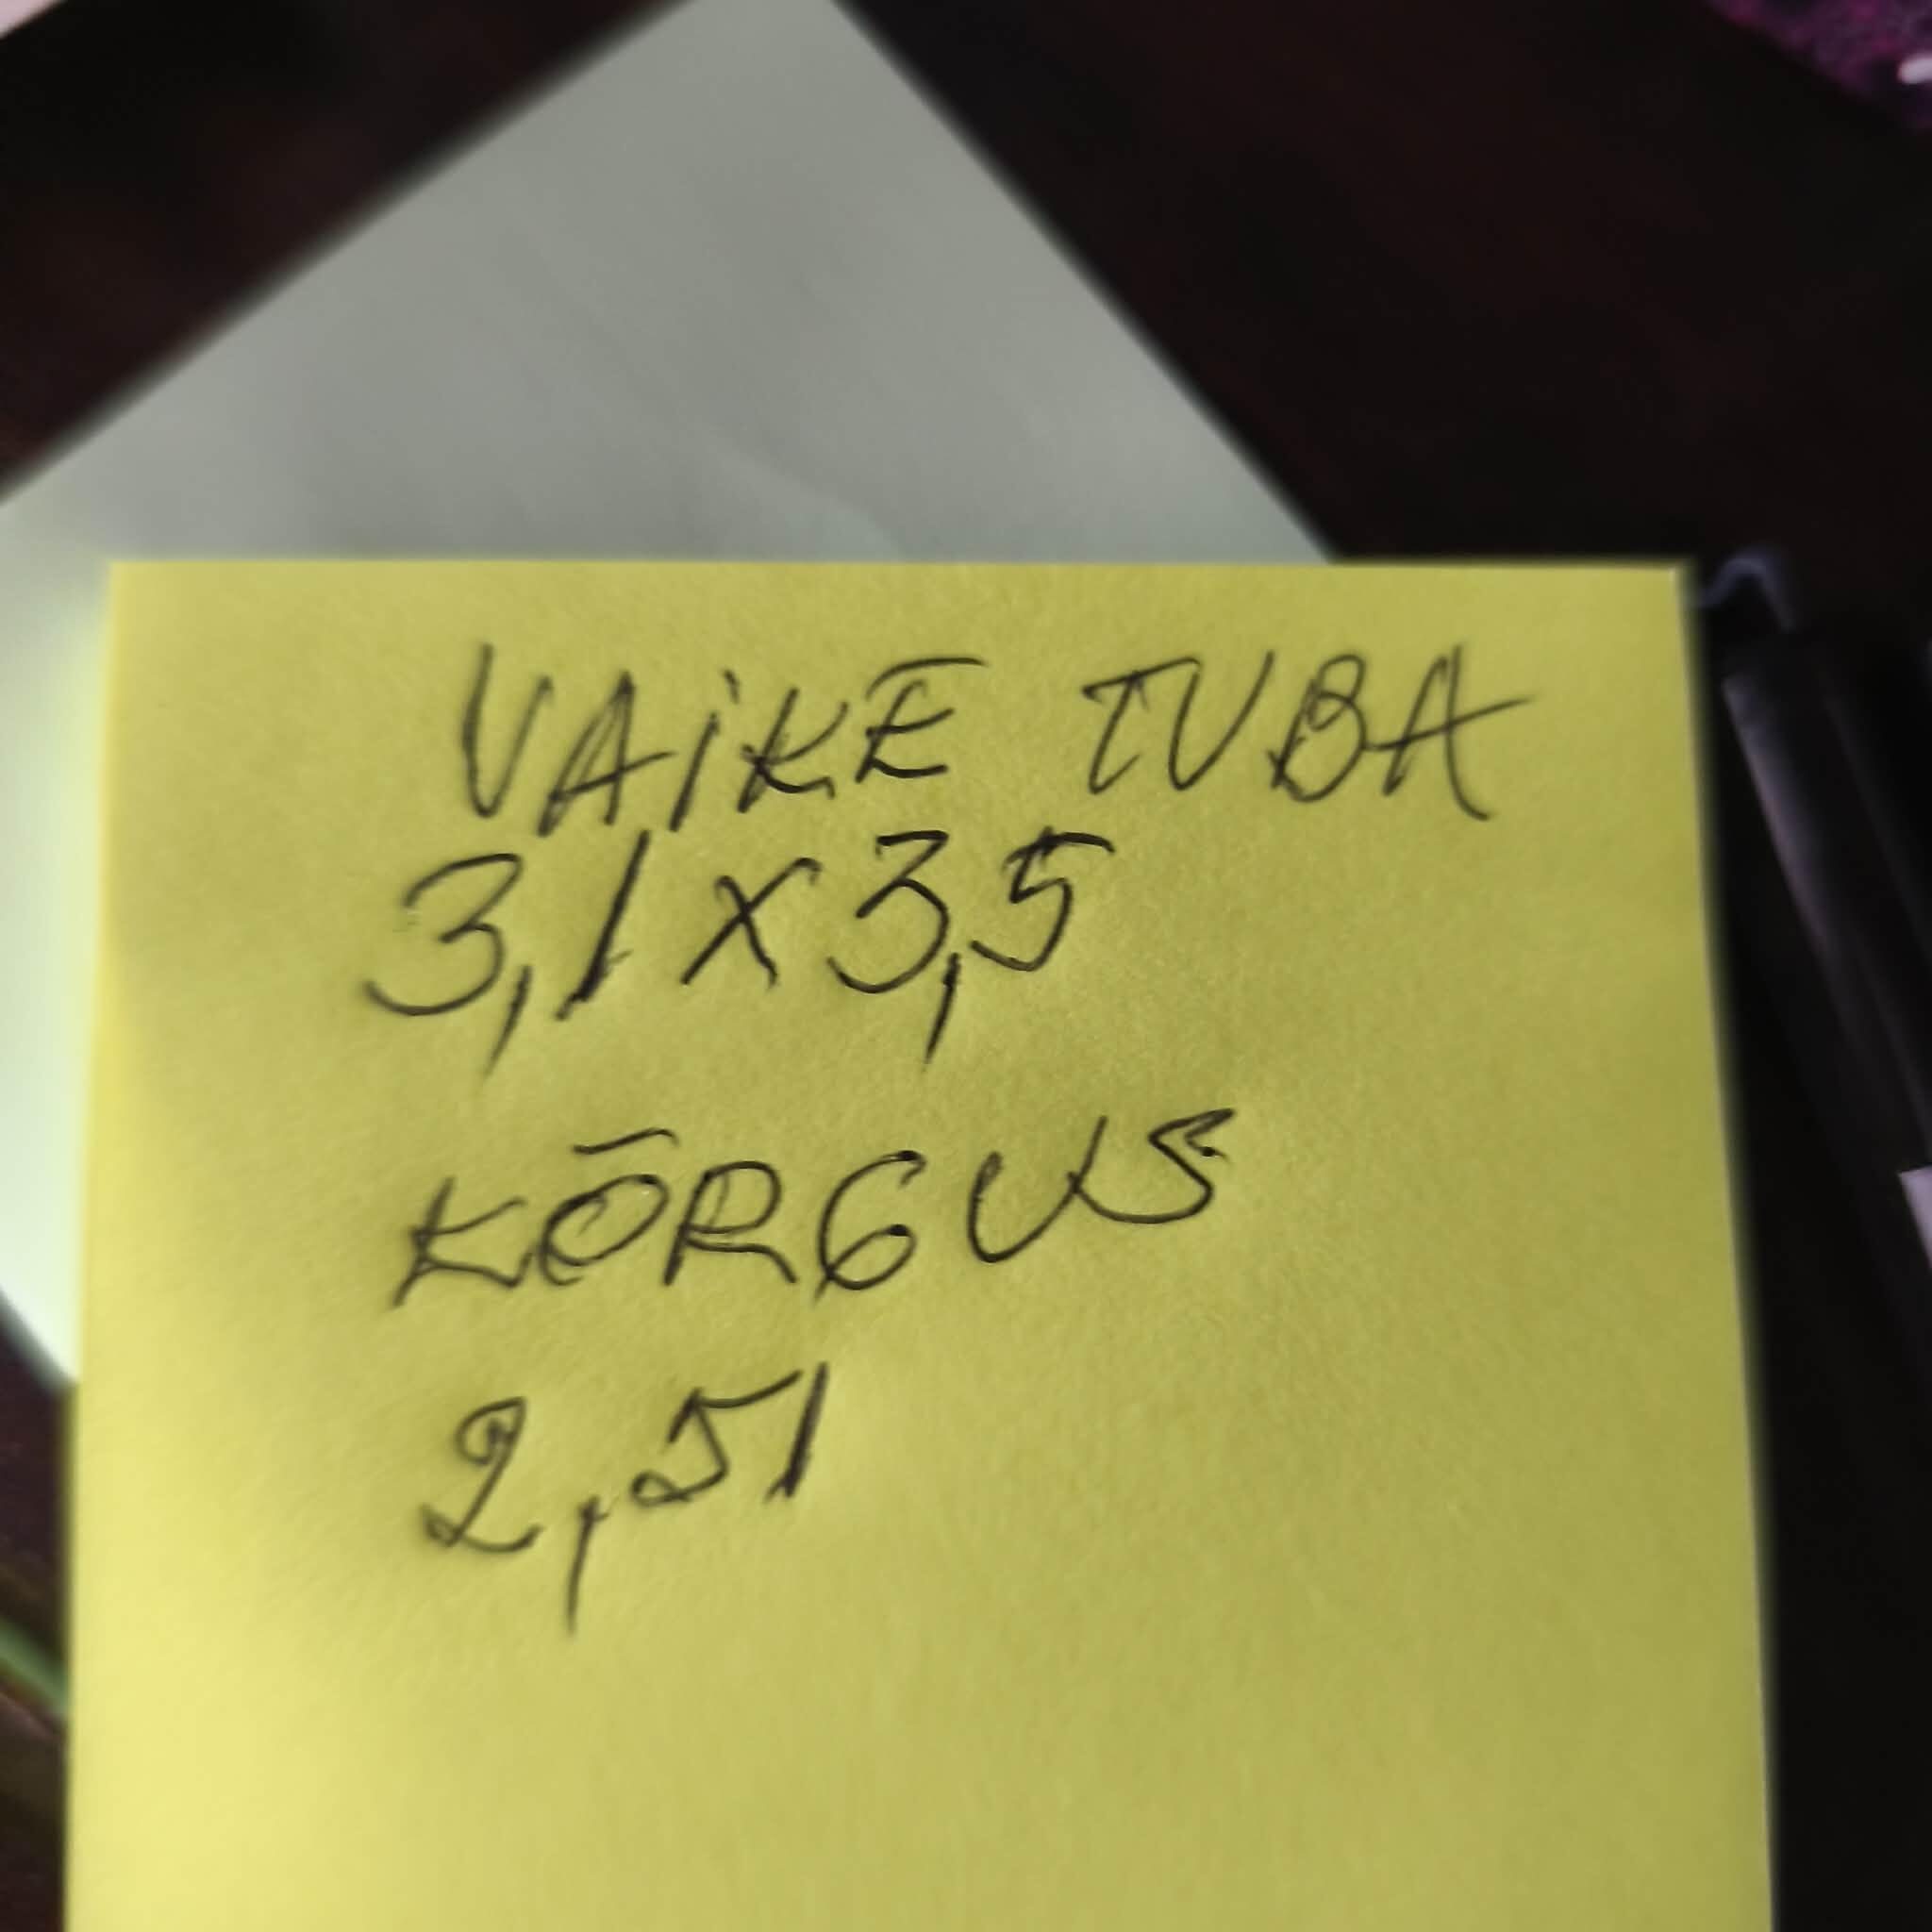 VAiKE TUBA
3,1 x 3,5
KÕRGUS
2,51